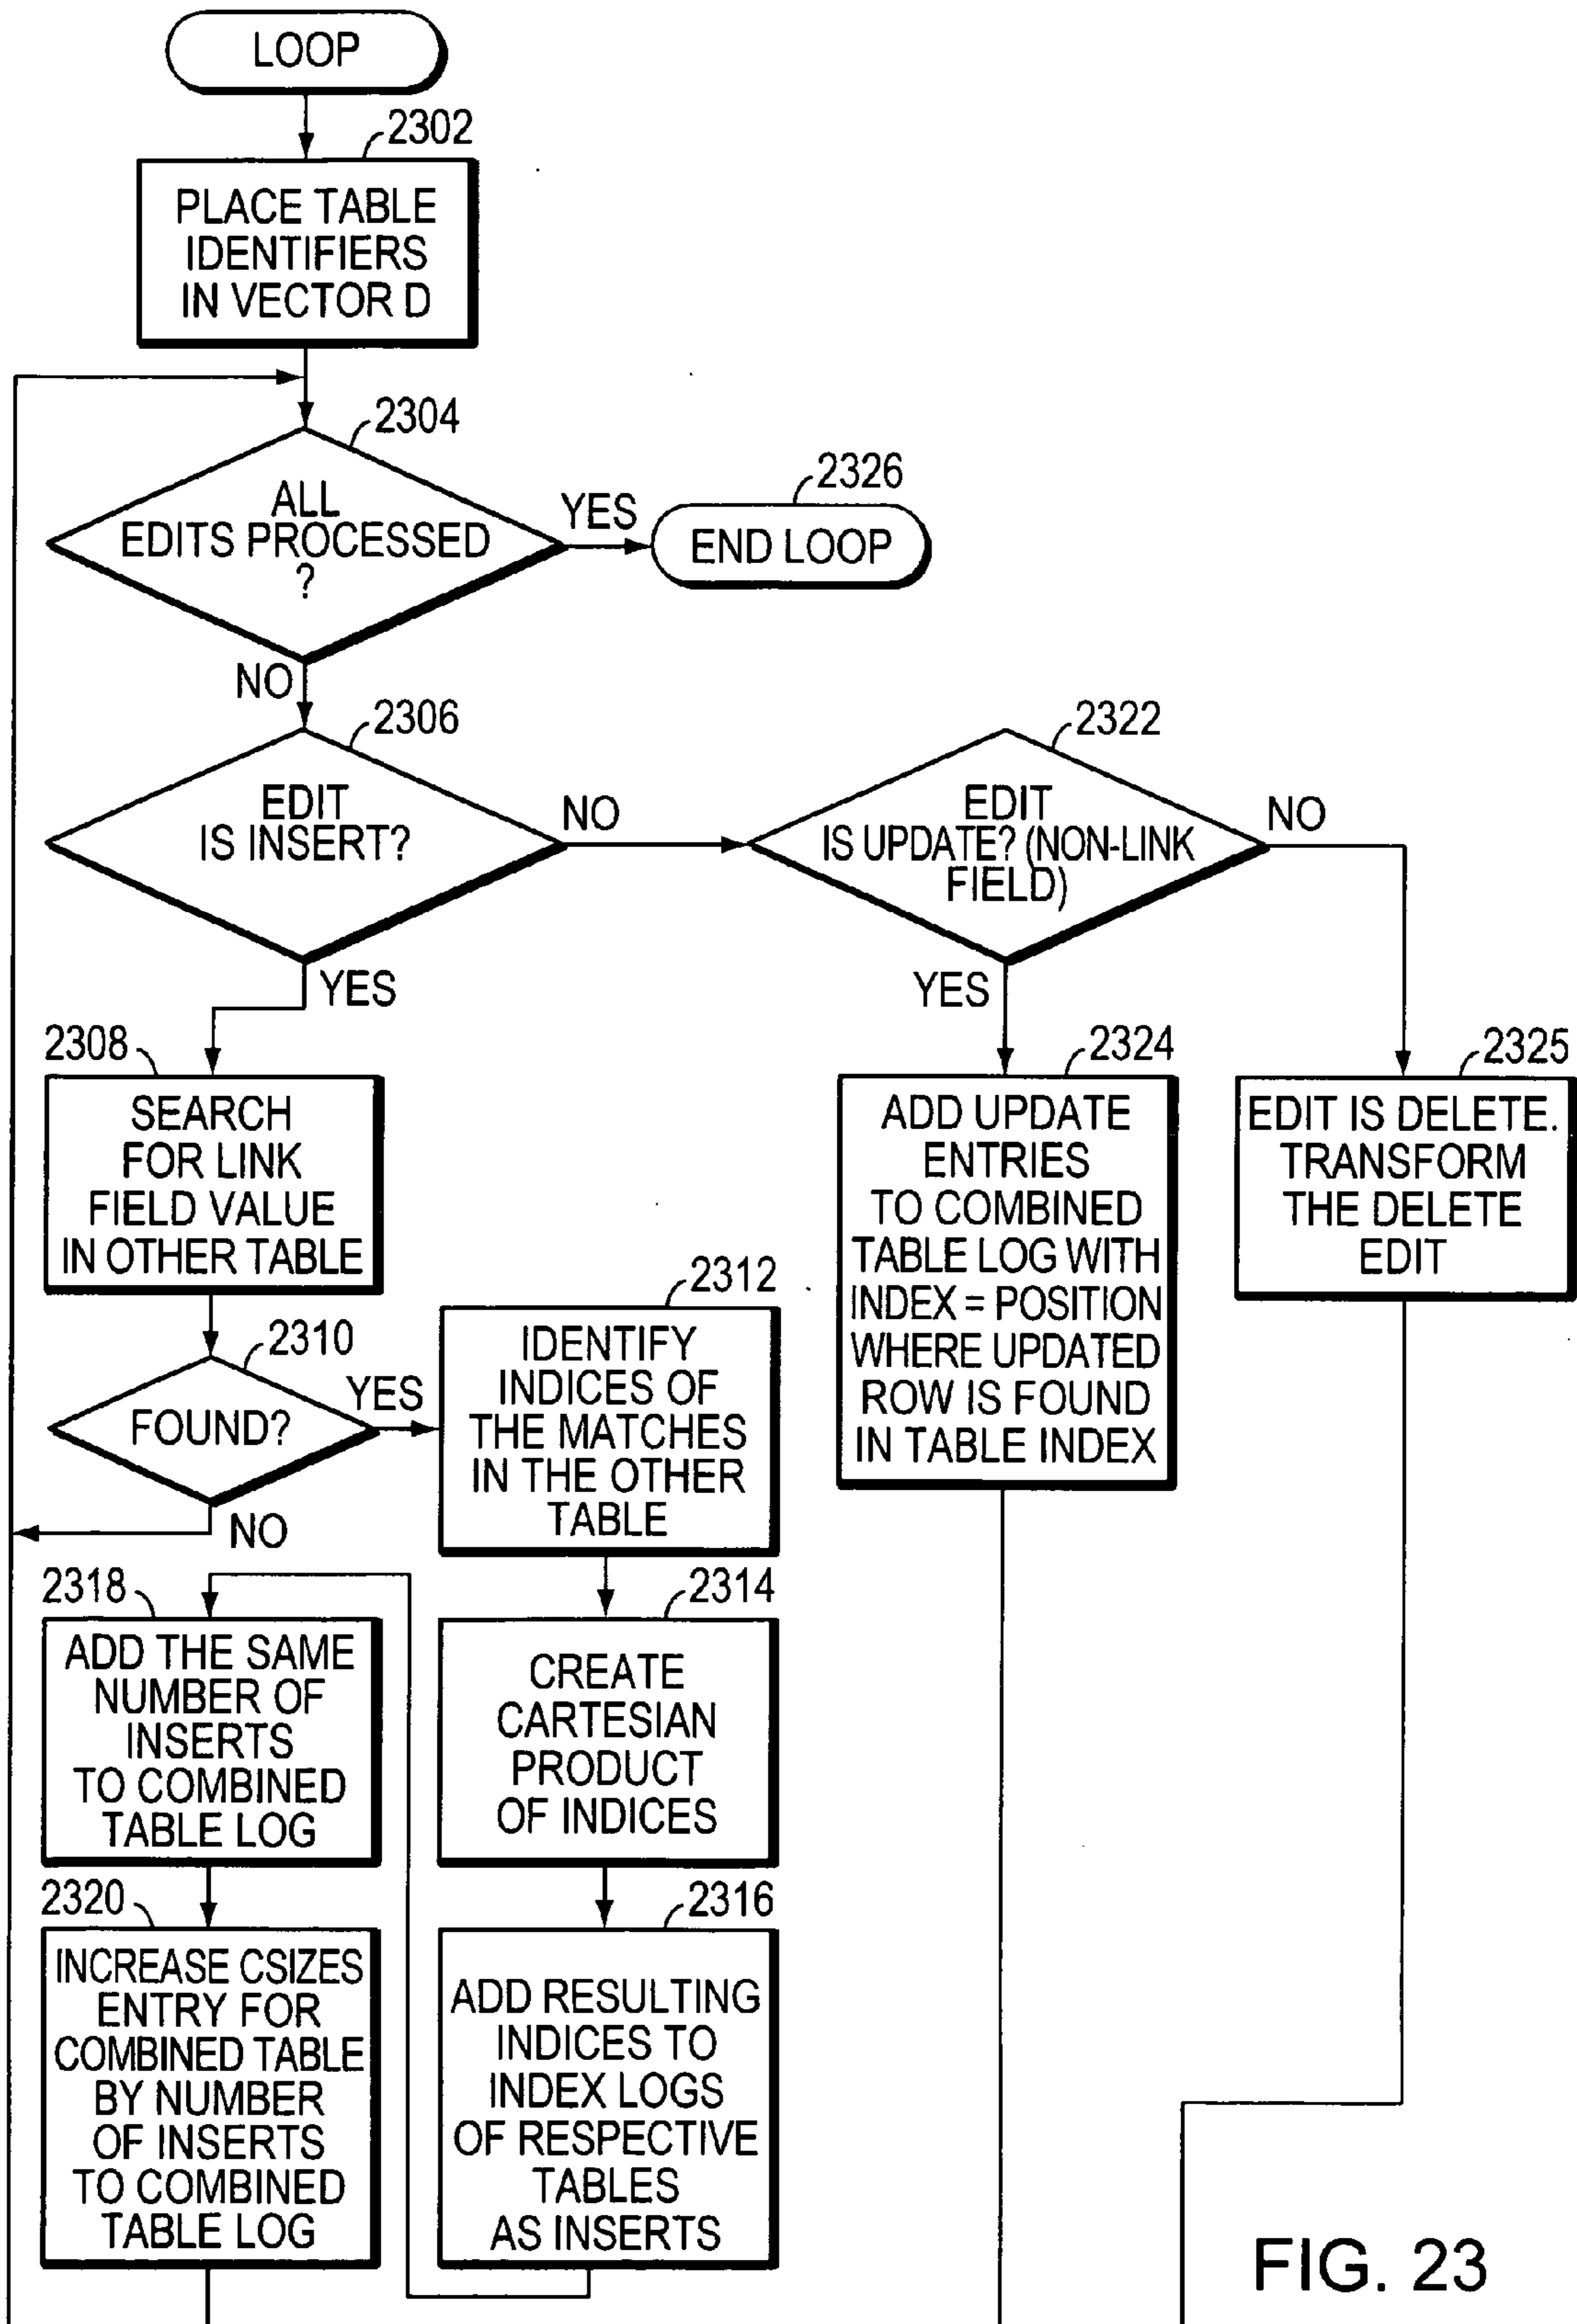 LOOP
2302
PLACE TABLE
IDENTIFIERS
IN VECTOR D
2304
ALL
EDITS PROCESSED
?
YES
2326
END LOOP
NO
2306
EDIT
IS INSERT?
NO
2322
EDIT
IS UPDATE? (NON-LINK
FIELD)
NO
YES
YES
2308
SEARCH
FOR LINK
FIELD VALUE
IN OTHER TABLE
2324
ADD UPDATE
ENTRIES
TO COMBINED
TABLE LOG WITH
INDEX = POSITION
WHERE UPDATED
ROW IS FOUND
IN TABLE INDEX
2325
EDIT IS DELETE.
TRANSFORM
THE DELETE
EDIT
2310
FOUND?
YES
NO
2312
IDENTIFY
INDICES OF
THE MATCHES
IN THE OTHER
TABLE
2314
CREATE
CARTESIAN
PRODUCT
OF INDICES
2316
ADD RESULTING
INDICES TO
INDEX LOGS
OF RESPECTIVE
TABLES
AS INSERTS
2318
ADD THE SAME
NUMBER OF
INSERTS
TO COMBINED
TABLE LOG
2320
INCREASE CSIZES
ENTRY FOR
COMBINED TABLE
BY NUMBER
OF INSERTS
TO COMBINED
TABLE LOG
FIG. 23